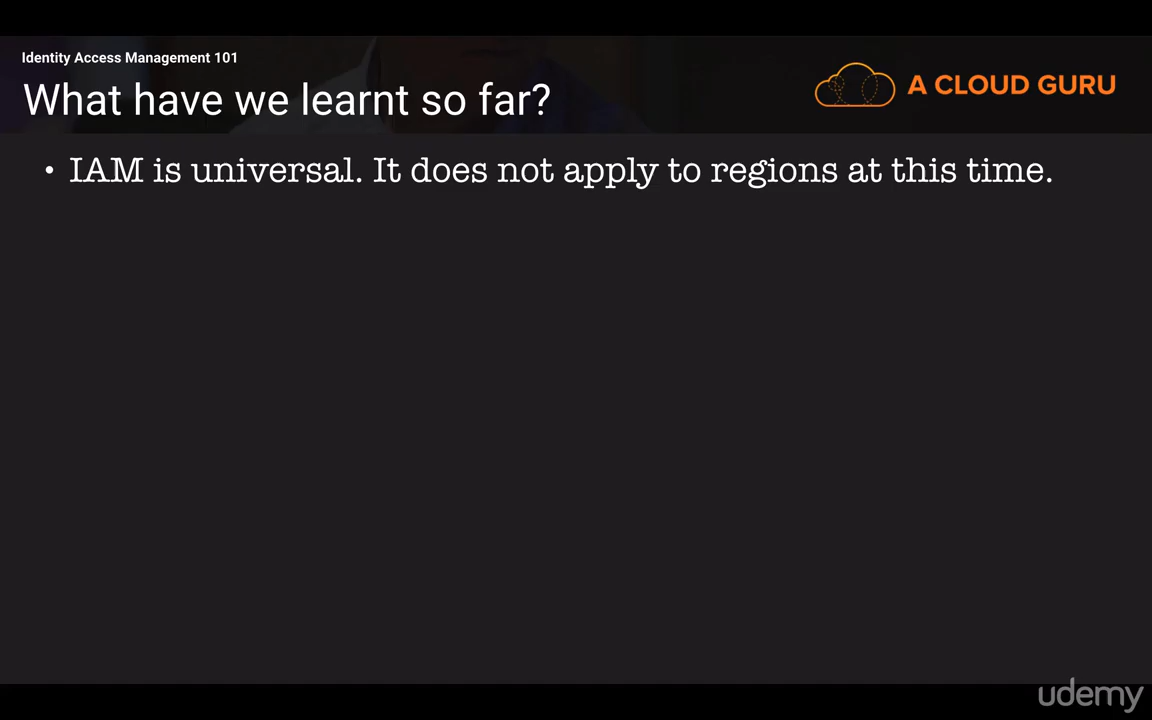 Identity Access Management 101
What have we learnt so far?
A CLOUD GURU
• IAM is universal. It does not apply to regions at this time.
udemy